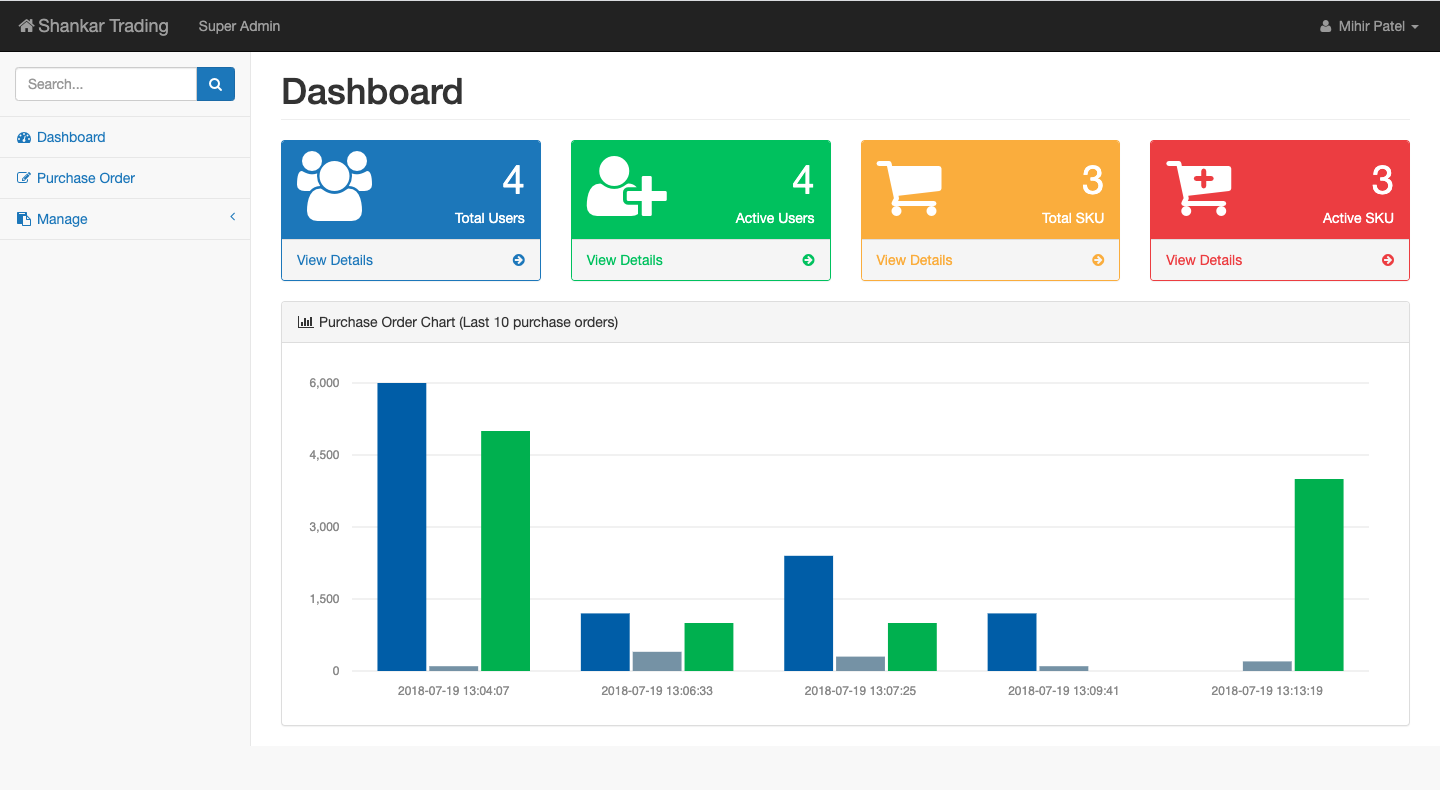 Shankar Trading Super Admin Mihir Patel
Search...
Dashboard
Purchase Order
Manage
Dashboard
4
Total Users
View Details
4
Active Users
View Details
3
Total SKU
View Details
3
Active SKU
View Details
Purchase Order Chart (Last 10 purchase orders)
6,000
4,500
3,000
1,500
0
2018-07-19 13:04:07 2018-07-19 13:06:33 2018-07-19 13:07:25 2018-07-19 13:09:41 2018-07-19 13:13:19